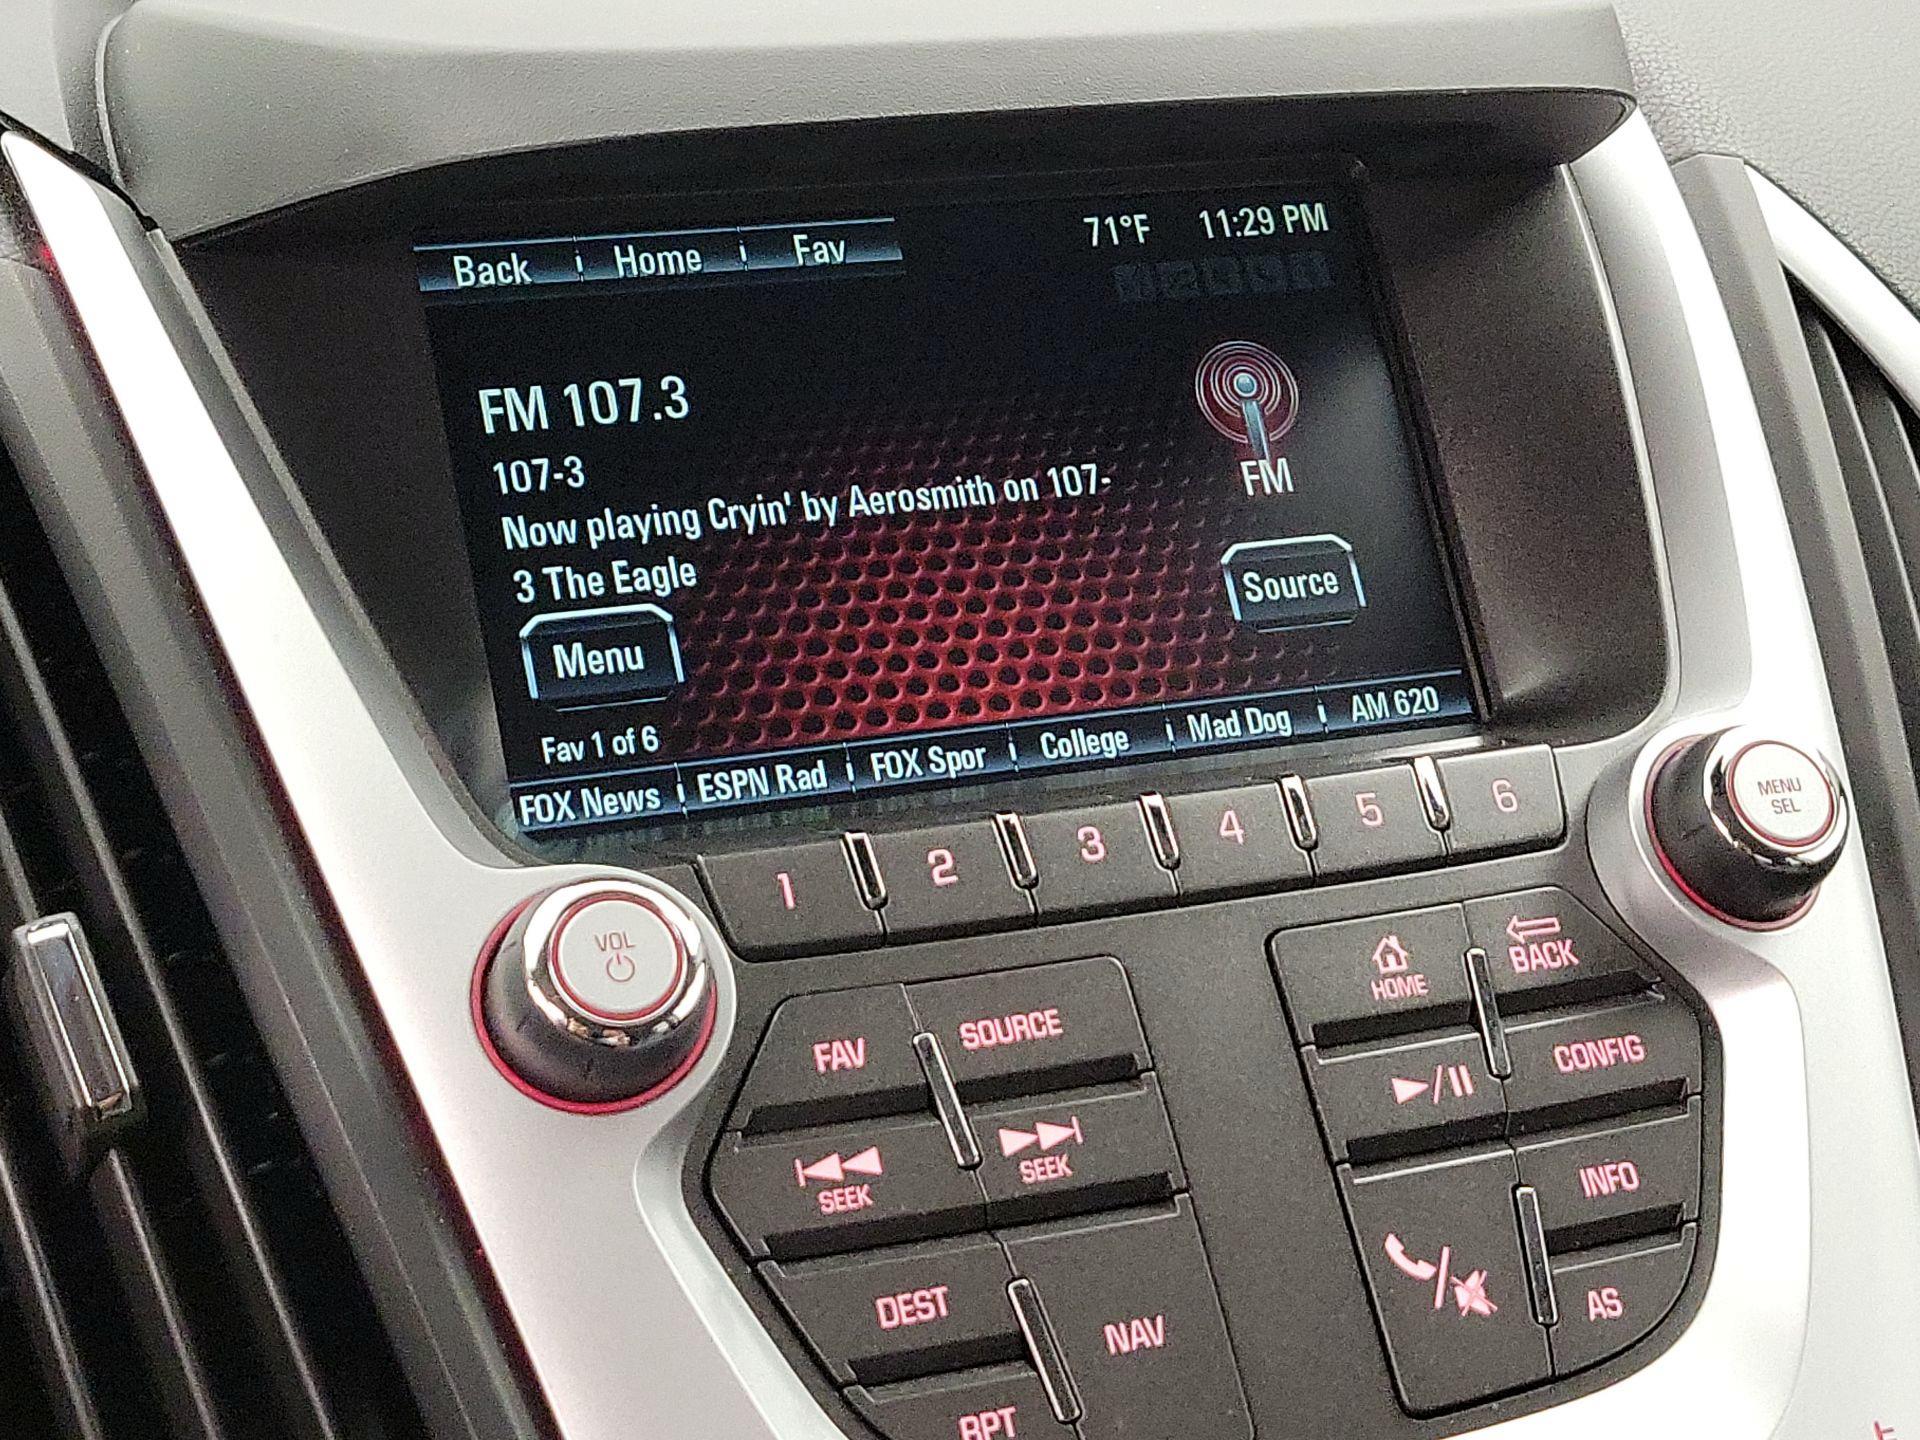 71°F 11:29 PM
Back Home Fav
FM 107.3
107-3
Now playing Cryin' by Aerosmith on 107-
3 The Eagle
FM
Source
Menu
Fav 1 of 6
FOX News ESPN Rad FOX Spor College Mad Dog AM 620
1 2 3 4 5 6
VOL
MENU
SEL
FAV SOURCE
SEEK SEEK
DEST NAV
RPT
HOME BACK
CONFIG
INFO
AS